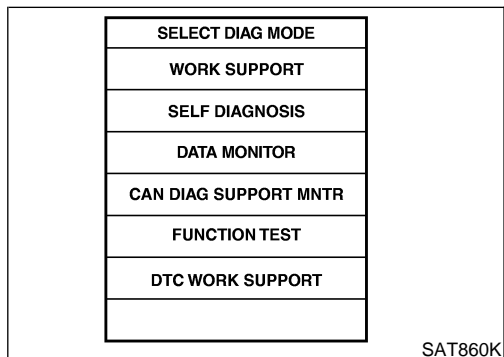 SELECT DIAG MODE
WORK SUPPORT
SELF DIAGNOSIS
DATA MONITOR
CAN DIAG SUPPORT MNTR
FUNCTION TEST
DTC WORK SUPPORT
SAT860K